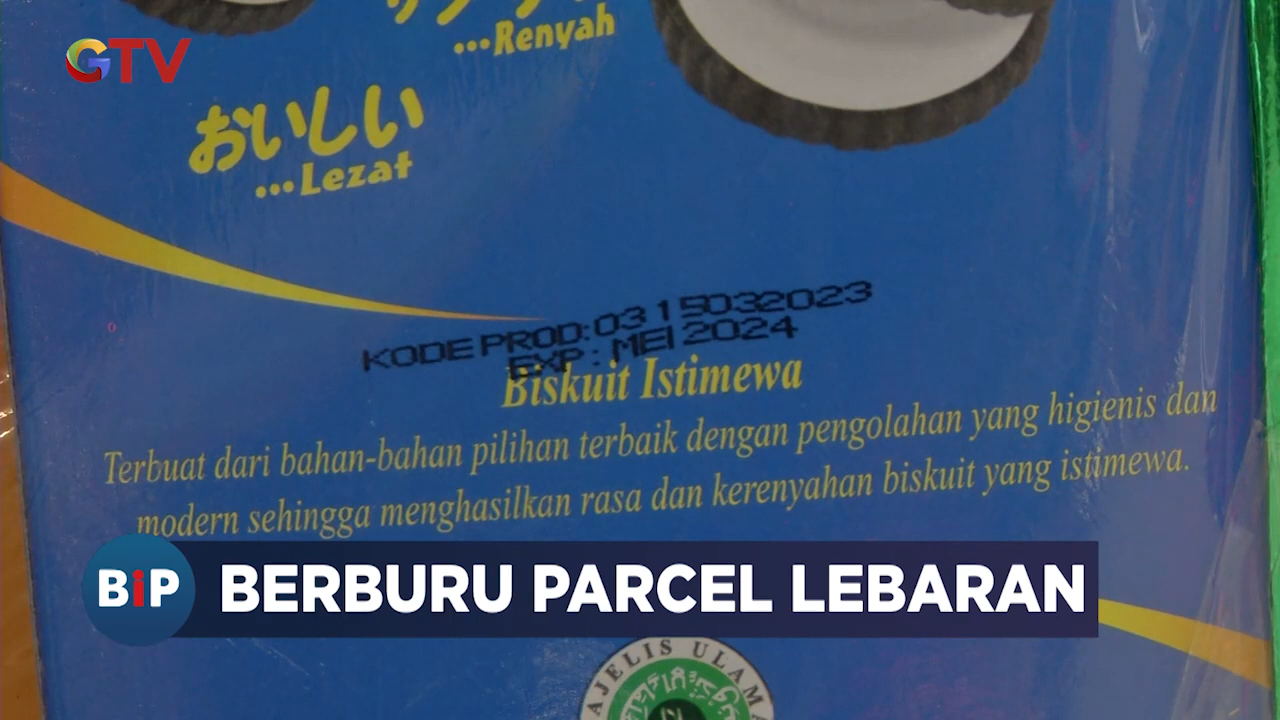 GTV
...Renyah
おいしい
...Lezat
KODE PROD:03 15032023
EXP : MEI 2024
Biskuit Istimewa
Terbuat dari bahan-bahan pilihan terbaik dengan pengolahan yang higienis dan
modern sehingga menghasilkan rasa dan kerenyahan biskuit yang istimewa.
BiP BERBURU PARCEL LEBARAN
MAJELIS ULAMA